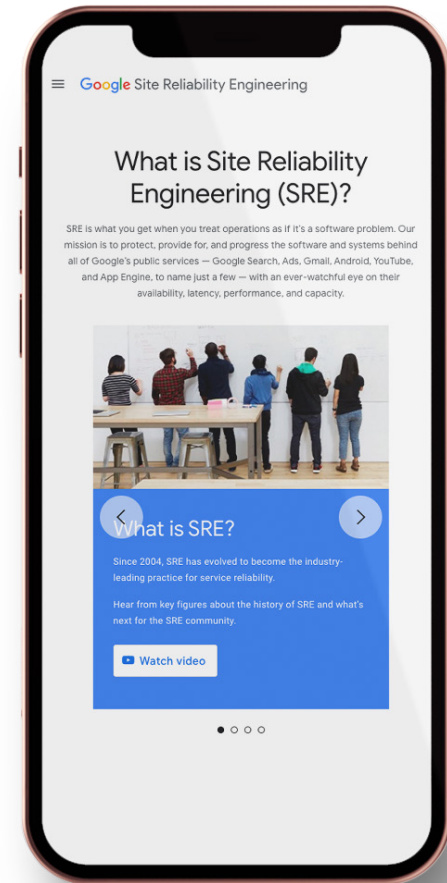 Google Site Reliability Engineering
What is Site Reliability
Engineering (SRE)?
SRE is what you get when you treat operations as if it's a software problem. Our
mission is to protect, provide for, and progress the software and systems behind
all of Google's public services — Google Search, Ads, Gmail, Android, YouTube,
and App Engine, to name just a few — with an ever-watchful eye on their
availability, latency, performance, and capacity.
What is SRE?
Since 2004, SRE has evolved to become the industry-
leading practice for service reliability.
Hear from key figures about the history of SRE and what's
next for the SRE community.
Watch video